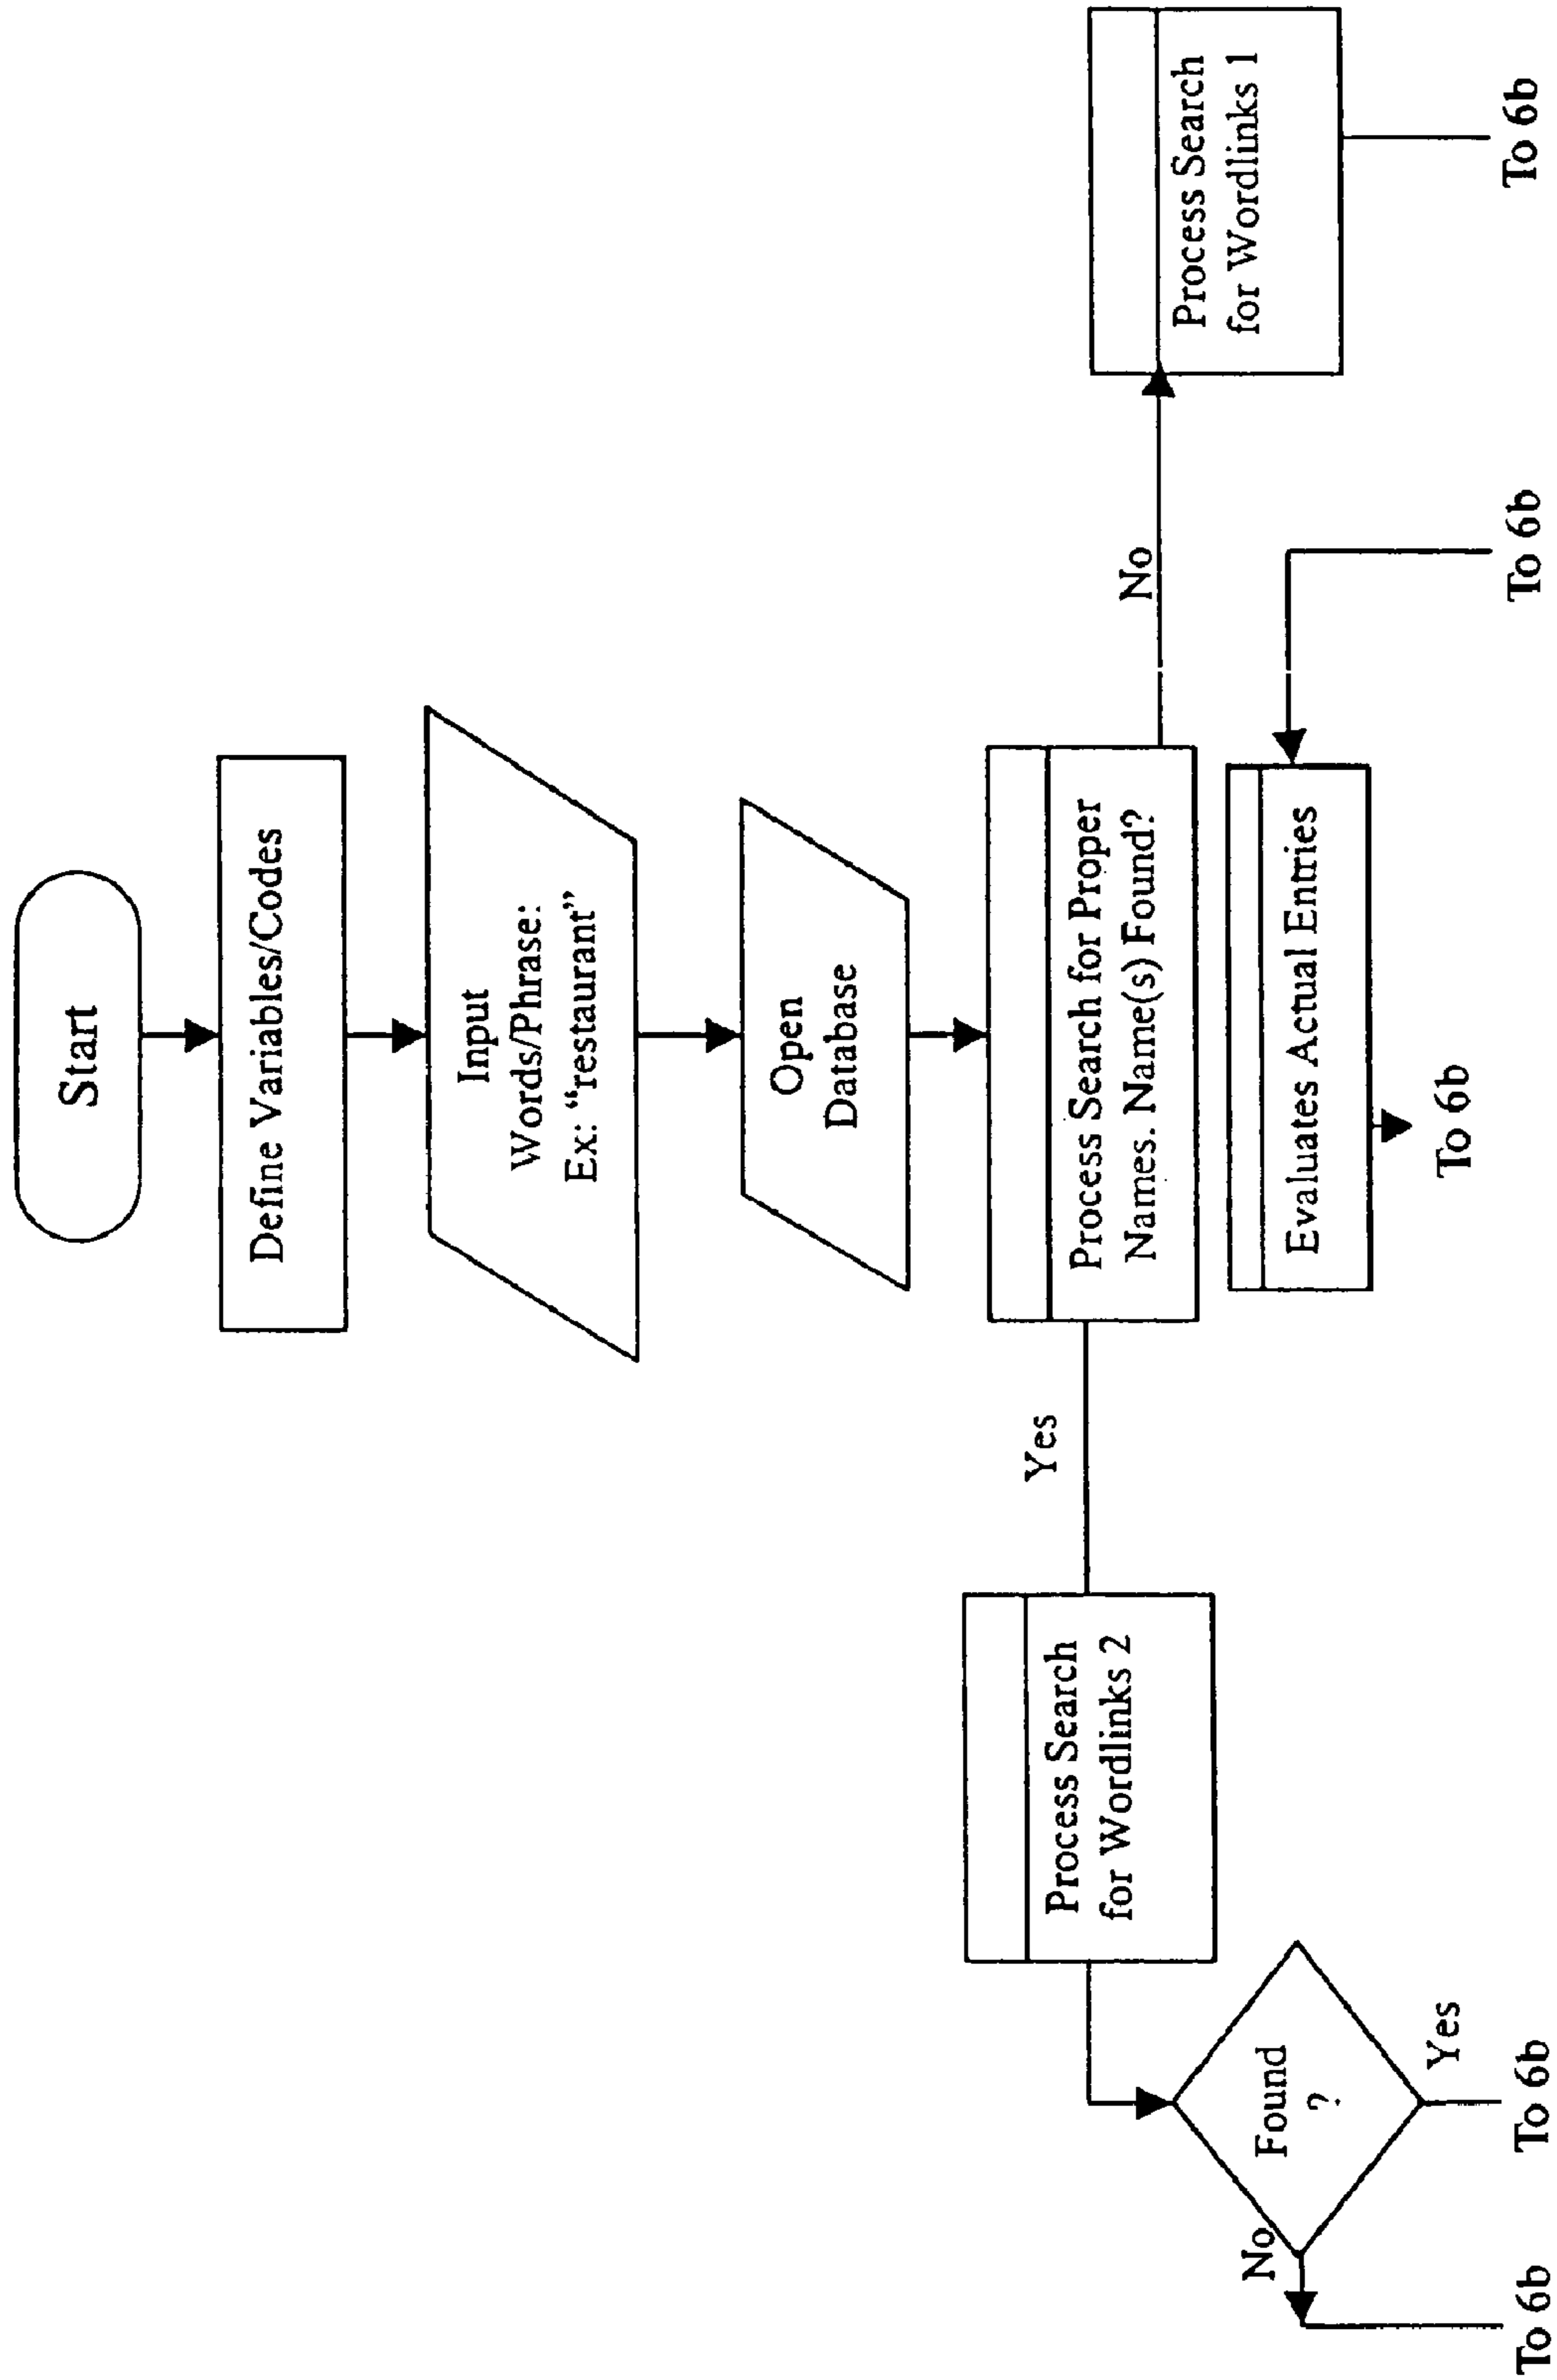 Start
Define Variables/Codes
Input
Words/Phrase:
Ex: “restaurant”
Open
Database
Process Search for Proper
Names. Name(s) Found?
Yes
No
Process Search
for Wordlinks 2
Process Search
for Wordlinks 1
Evaluates Actual Entries
Found
?
No
Yes
To 6b
To 6b
To 6b
To 6b
To 6b